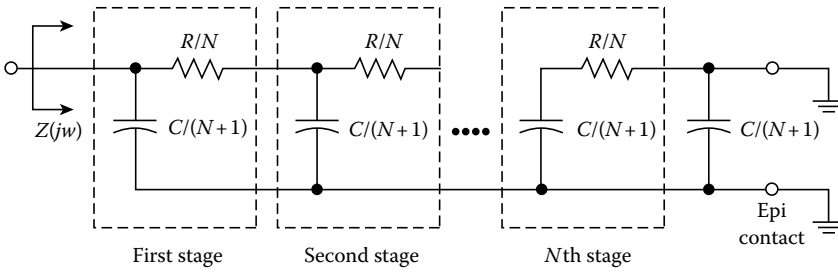 R/N
R/N
R/N
Z(jw)
C/(N+1)
C/(N+1)
C/(N+1)
C/(N+1)
Epi
contact
First stage
Second stage
Nth stage